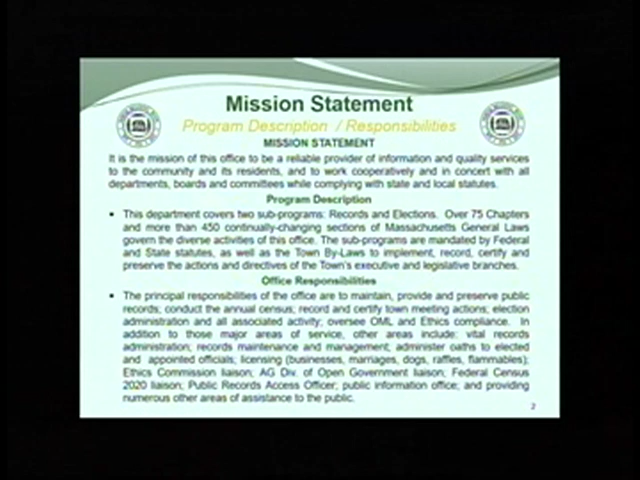 Mission Statement
Program Description / Responsibilities
MISSION STATEMENT
It is the mission of this office to be a reliable provider of information and quality services
to the community and its residents, and to work cooperatively and in concert with all
departments, boards and committees while complying with state and local statutes.
Program Description
• This department covers two sub-programs: Records and Elections. Over 75 Chapters
and more than 450 continually-changing sections of Massachusetts General Laws
govern the diverse activities of this office. The sub-programs are mandated by Federal
and State statutes, as well as the Town By-Laws to implement, record, certify and
preserve the actions and directives of the Town's executive and legislative branches.
Office Responsibilities
• The principal responsibilities of the office are to maintain, provide and preserve public
records; conduct the annual census; record and certify town meeting actions; election
administration and all associated activity; oversee OML and Ethics compliance. In
addition to those major areas of service, other areas include: vital records
administration; records maintenance and management; administer oaths to elected
and appointed officials; licensing (businesses, marriages, dogs, raffles, flammables);
Ethics Commission liaison; AG Div. of Open Government liaison; Federal Census
2020 liaison; Public Records Access Officer; public information office; and providing
numerous other areas of assistance to the public.
2